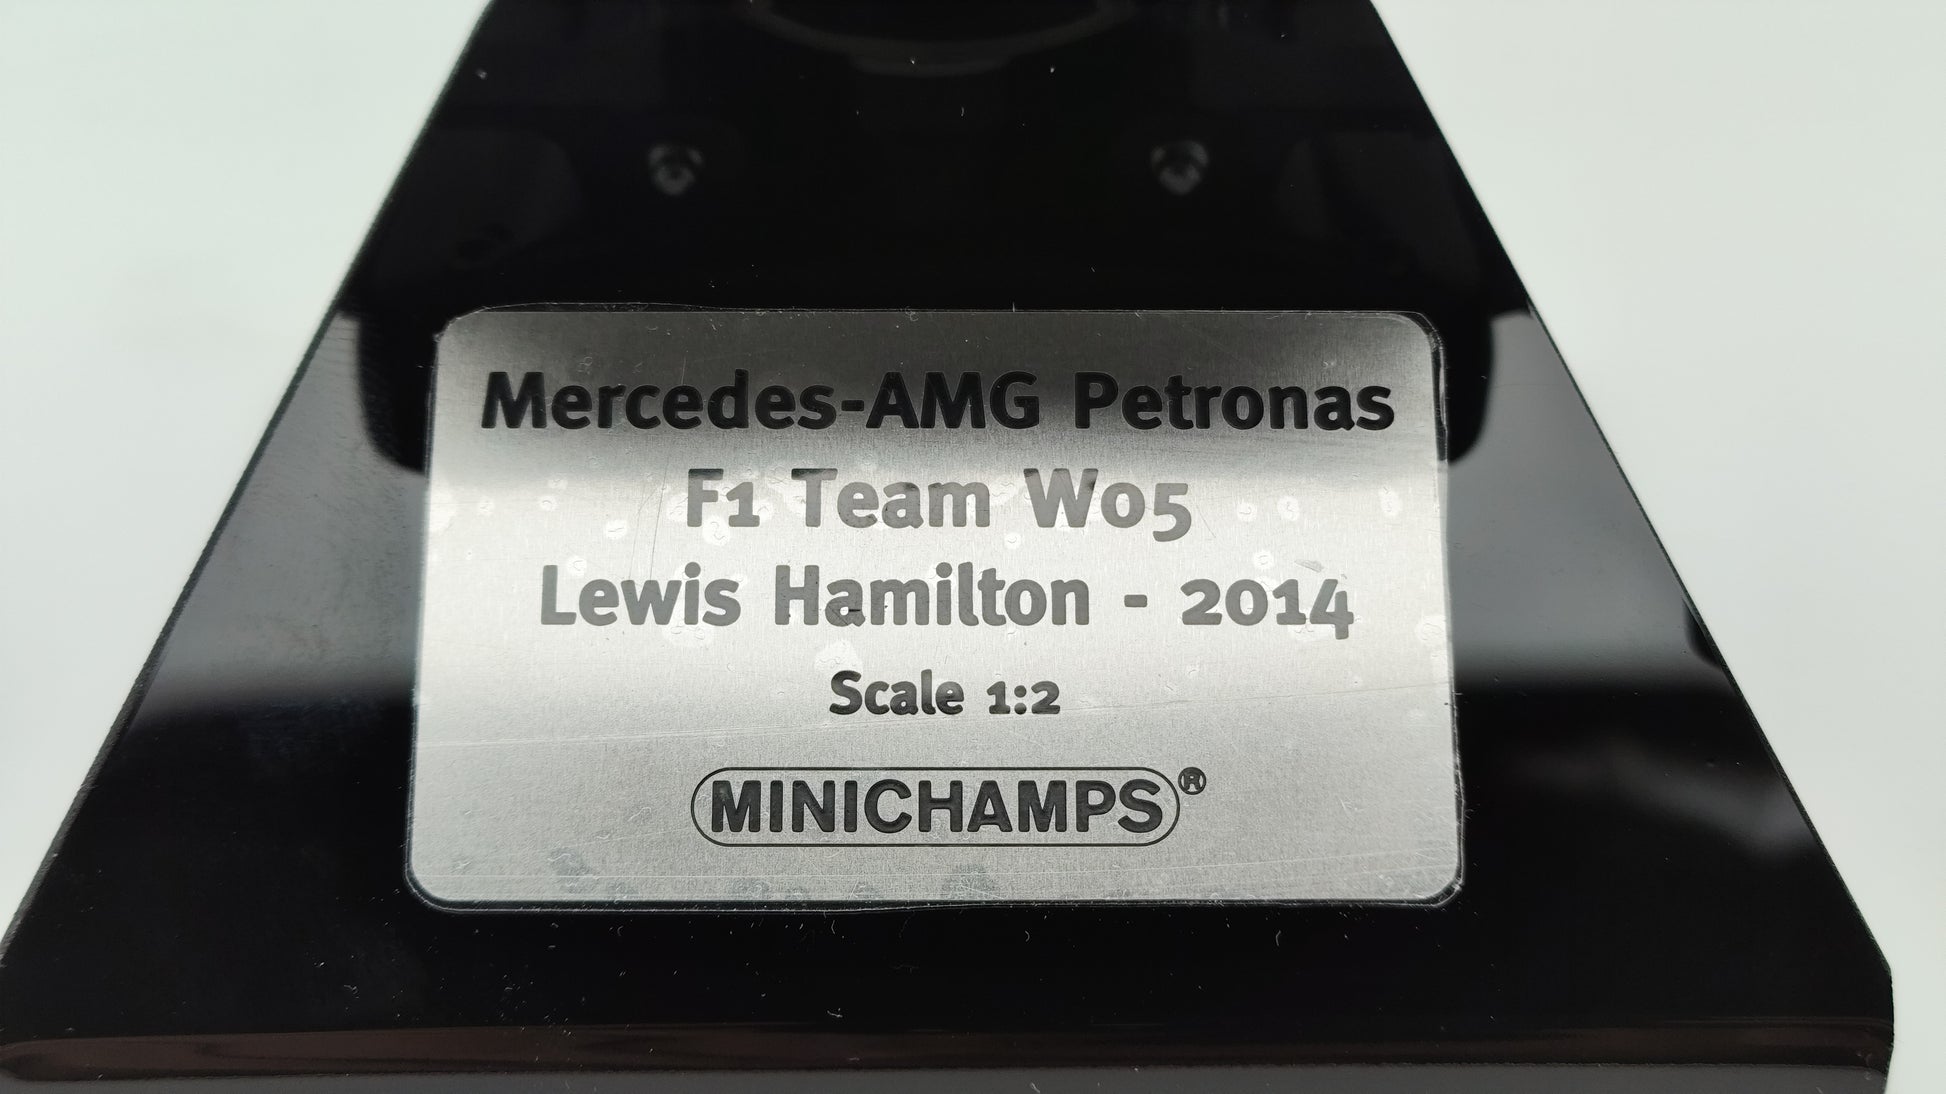 Mercedes-AMG Petronas
F1 Team W05
Lewis Hamilton - 2014
Scale 1:2
MINICHAMPS®